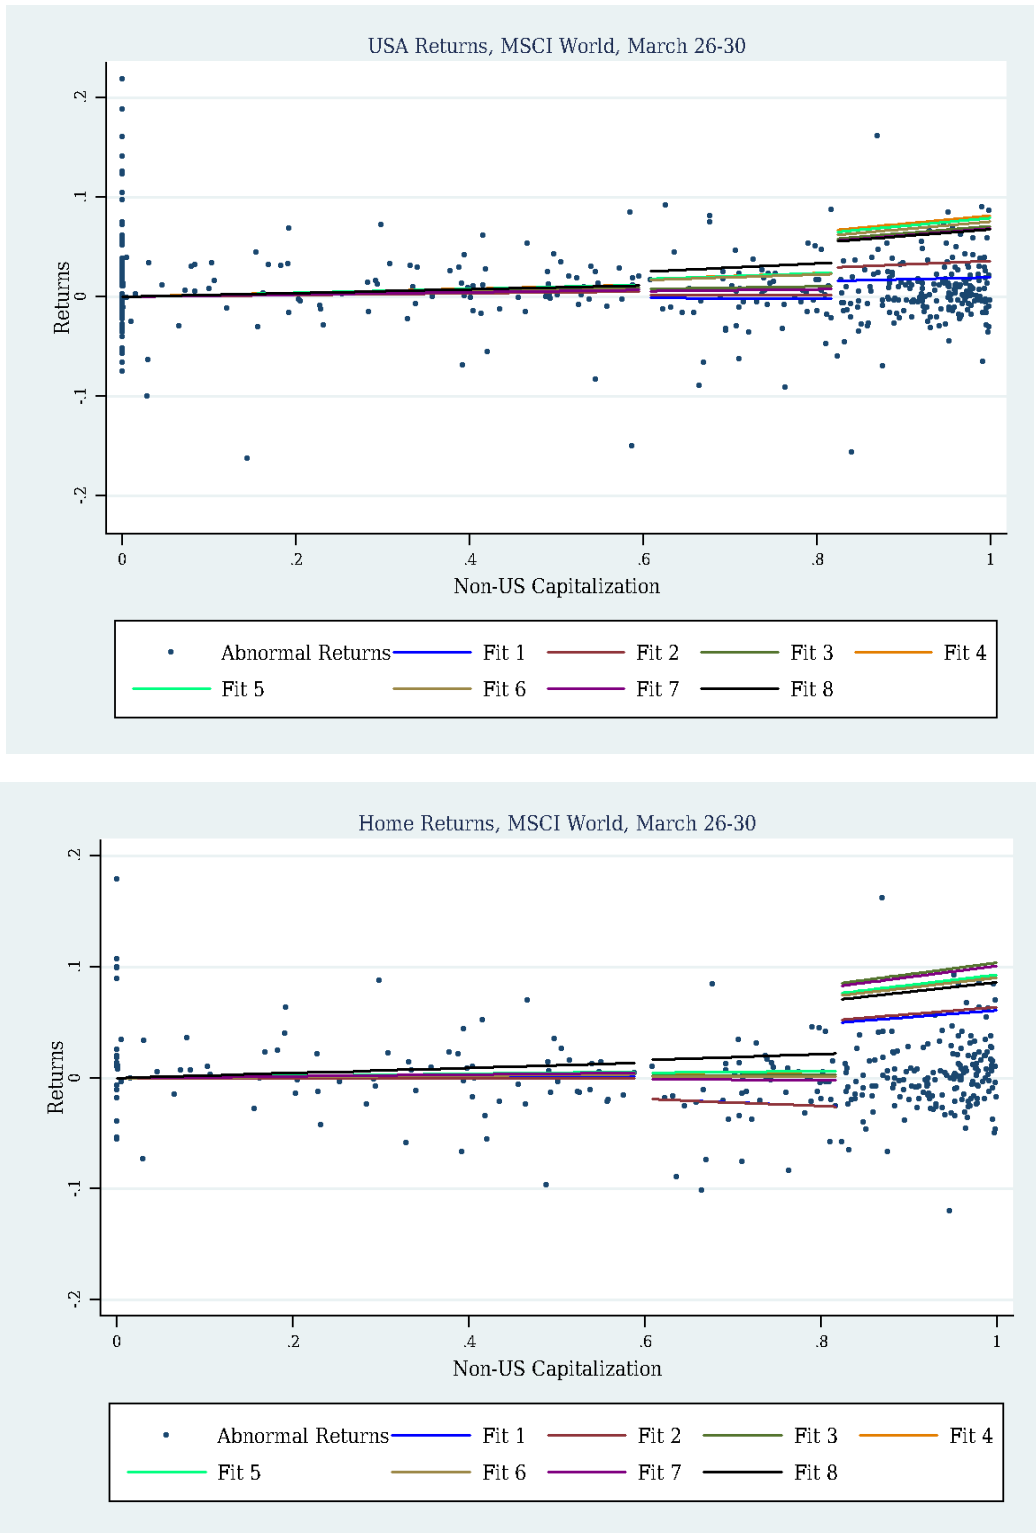 USA Returns, MSCI World, March 26-30
.2
.1
0
-.1
-.2
Returns
0 .2 .4 .6 .8 1
Non-US Capitalization
Abnormal Returns Fit 1 Fit 2 Fit 3 Fit 4
Fit 5 Fit 6 Fit 7 Fit 8
Home Returns, MSCI World, March 26-30
.2
.1
0
-.1
-.2
Returns
0 .2 .4 .6 .8 1
Non-US Capitalization
Abnormal Returns Fit 1 Fit 2 Fit 3 Fit 4
Fit 5 Fit 6 Fit 7 Fit 8